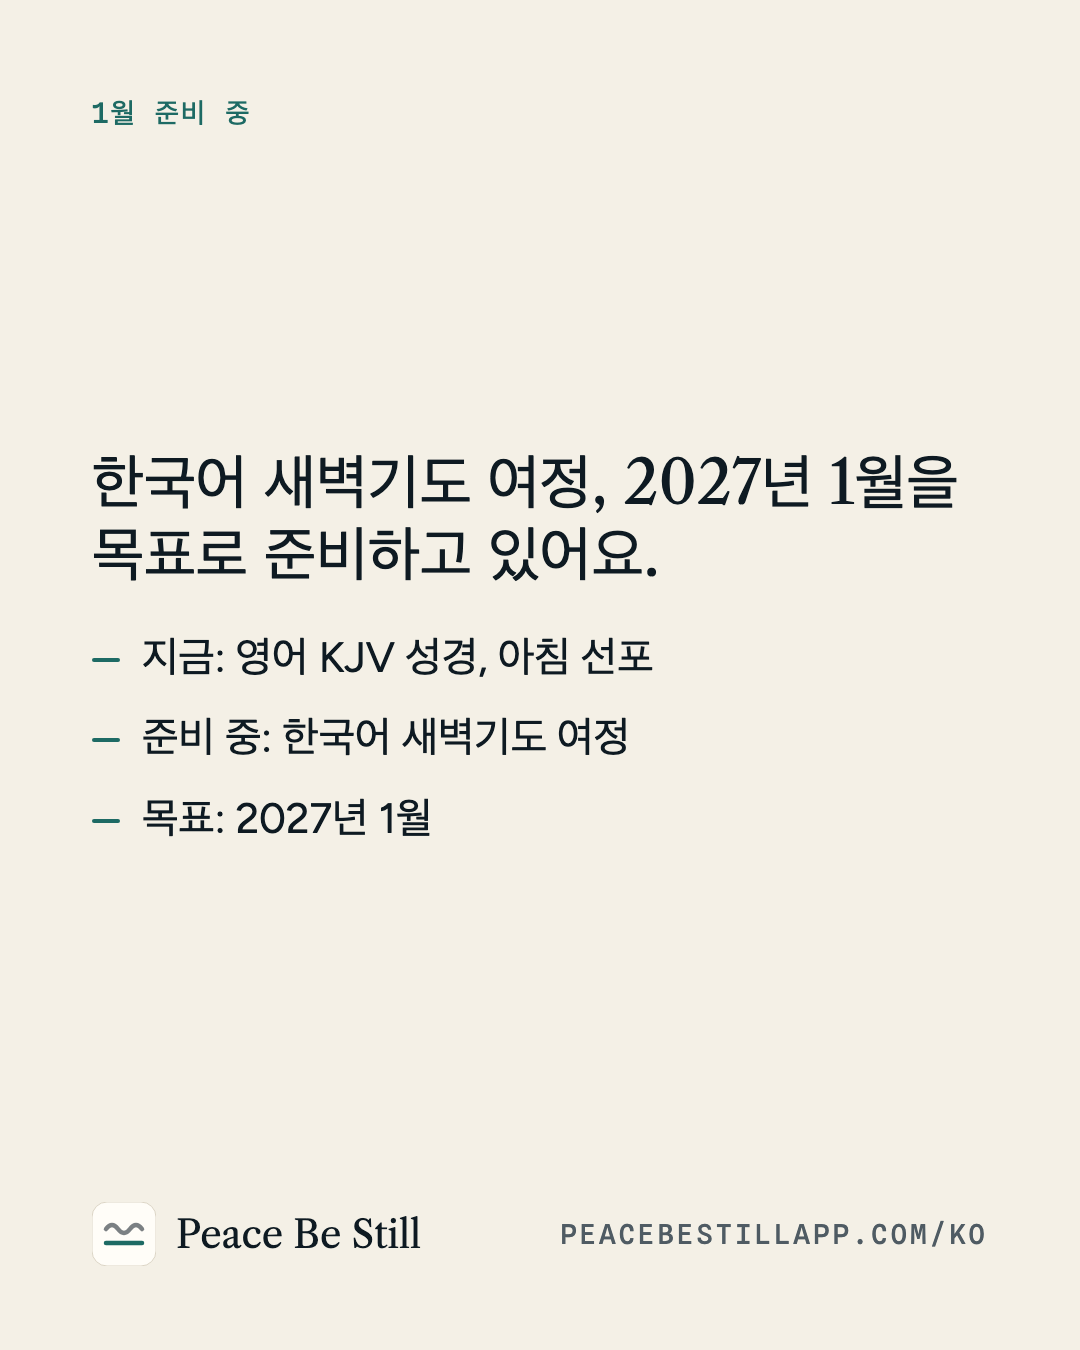 1월 준비 중
한국어 새벽기도 여정, 2027년 1월을
목표로 준비하고 있어요.
— 지금: 영어 KJV 성경, 아침 선포
— 준비 중: 한국어 새벽기도 여정
— 목표: 2027년 1월
Peace Be Still
PEACEBESTILLAPP.COM/KO